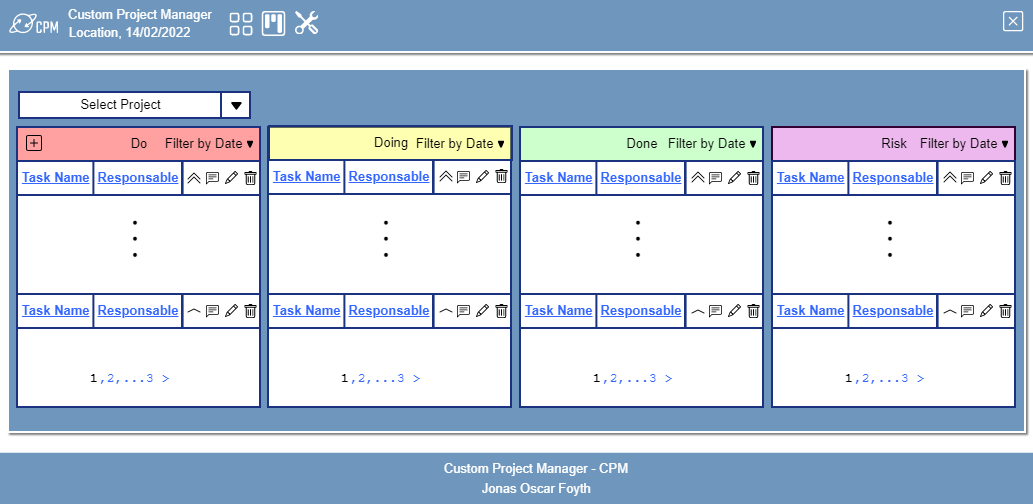 CPM
Custom Project Manager
Location, 14/02/2022
Select Project
Do Filter by Date
Doing Filter by Date
Done Filter by Date
Risk Filter by Date
Task Name Responsable
Task Name Responsable
Task Name Responsable
Task Name Responsable
Task Name Responsable
Task Name Responsable
Task Name Responsable
Task Name Responsable
1,2,...3 >
1,2,...3 >
1,2,...3 >
1,2,...3 >
Custom Project Manager - CPM
Jonas Oscar Foyth